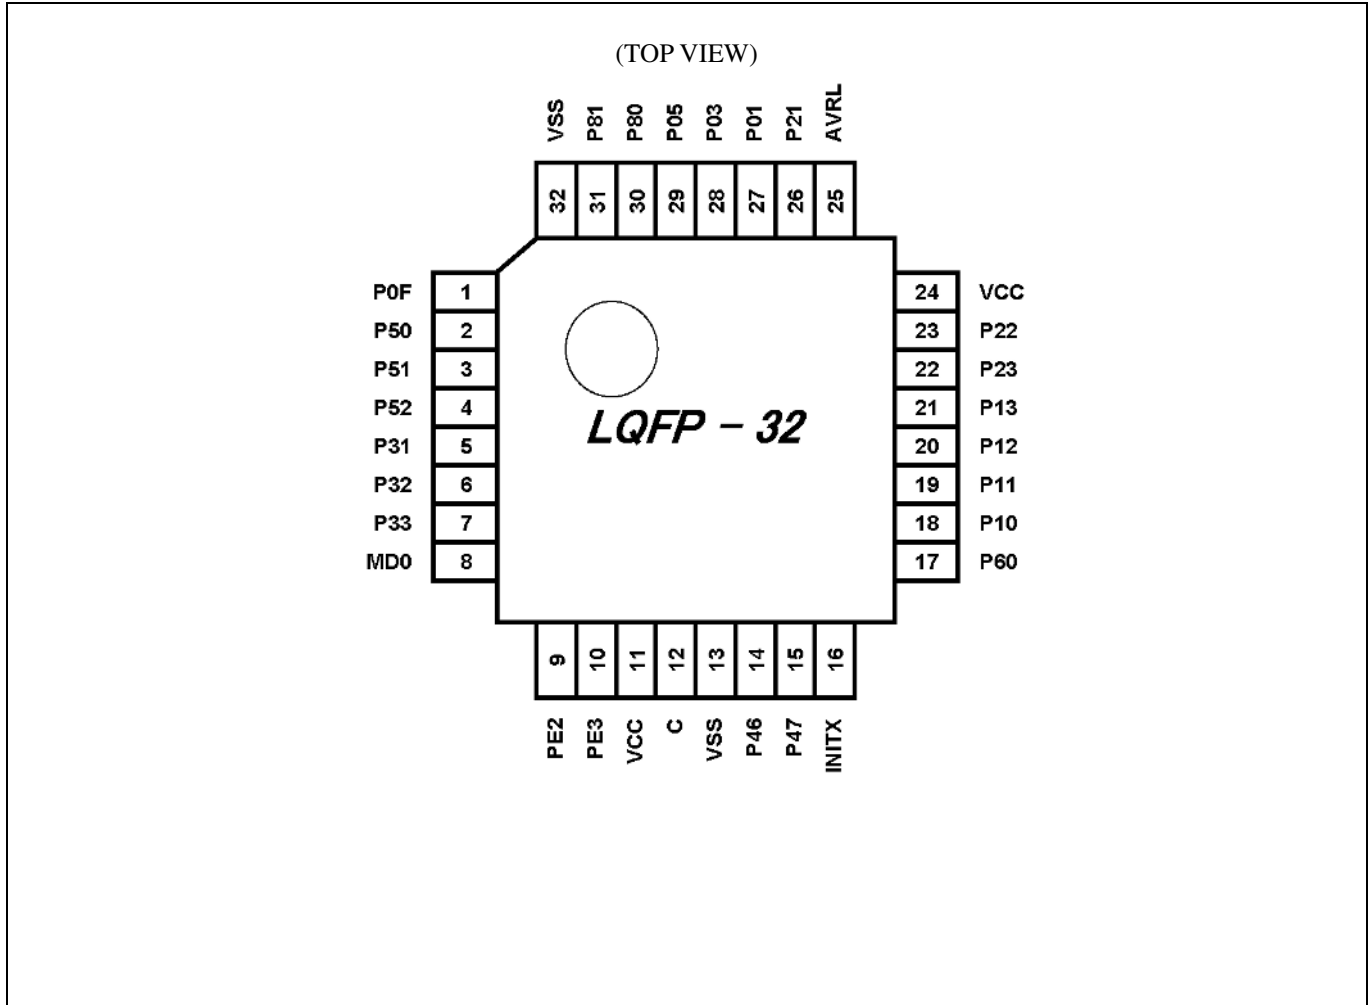 (TOP VIEW)
VSS P81 P80 P05 P03 P01 P21 AVRL
32 31 30 29 28 27 26 25
P0F 1 24 VCC
P50 2 23 P22
P51 3 22 P23
P52 4 21 P13
P31 5 20 P12
P32 6 19 P11
P33 7 18 P10
MD0 8 17 P60
LQFP - 32
9 10 11 12 13 14 15 16
PE2 PE3 VCC C VSS P46 P47 INITX